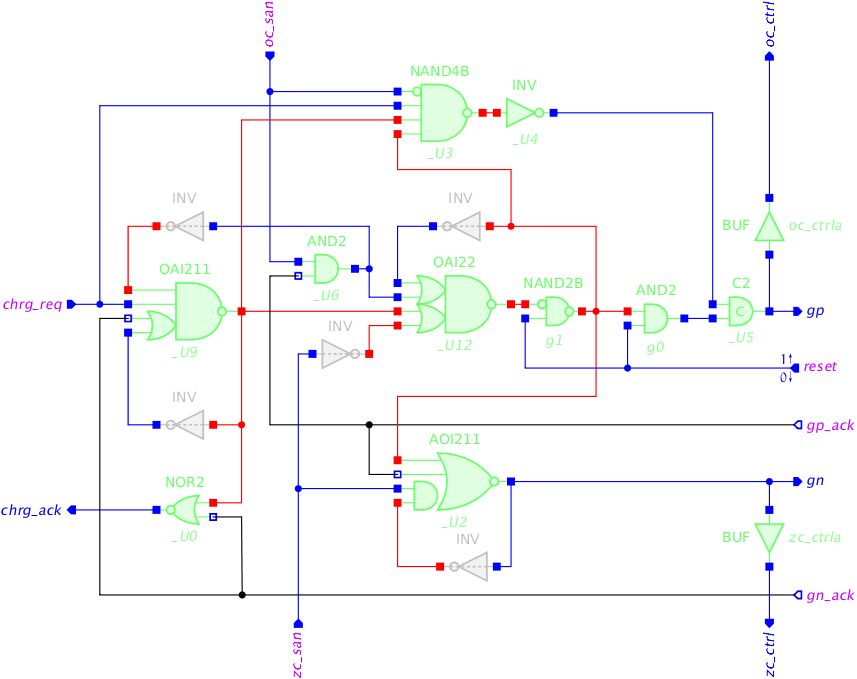 oc_san
oc_ctrl
NAND4B
INV
_U3
_U4
INV
INV
BUF
oc_ctrla
AND2
OAI211
OAI22
NAND2B
AND2
C2
_U6
chrg_req
C
gp
INV
_U9
_U12
g1
g0
_U5
1
reset
0
INV
gp_ack
AOI211
NOR2
gn
chrg_ack
_U2
_U0
INV
BUF
zc_ctrla
gn_ack
zc_san
zc_ctrl